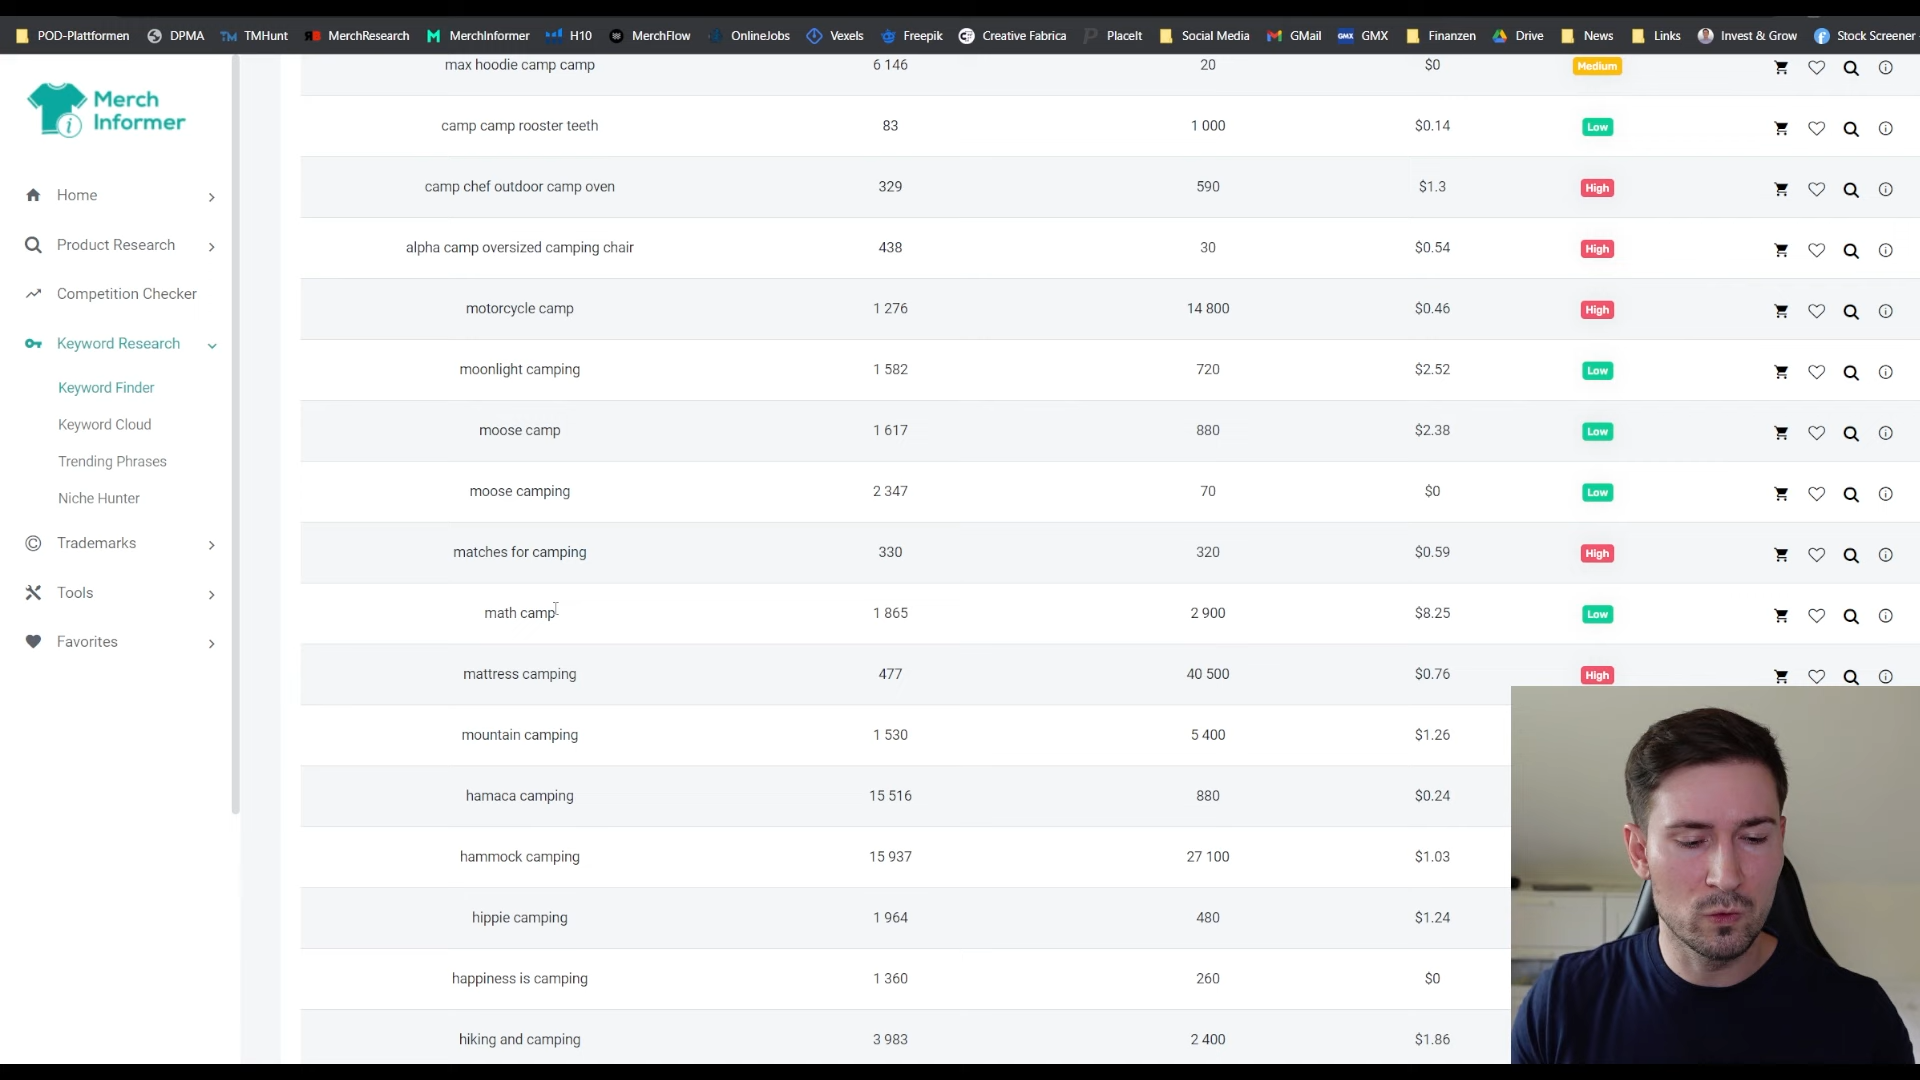 POD-Plattformen DPMA TMHunt MerchResearch MerchInformer H10 MerchFlow OnlineJobs Vexels Freepik Creative Fabrica PlaceIt Social Media GMail GMX Finanzen Drive News Links Invest & Grow Stock Screener
Merch
Informer
Home
Product Research
Competition Checker
Keyword Research
Keyword Finder
Keyword Cloud
Trending Phrases
Niche Hunter
Trademarks
Tools
Favorites
max hoodie camp camp 6 146 20 $0 Medium
camp camp rooster teeth 83 1 000 $0.14 Low
camp chef outdoor camp oven 329 590 $1.3 High
alpha camp oversized camping chair 438 30 $0.54 High
motorcycle camp 1 276 14 800 $0.46 High
moonlight camping 1 582 720 $2.52 Low
moose camp 1 617 880 $2.38 Low
moose camping 2 347 70 $0 Low
matches for camping 330 320 $0.59 High
math camp 1 865 2 900 $8.25 Low
mattress camping 477 40 500 $0.76 High
mountain camping 1 530 5 400 $1.26
hamaca camping 15 516 880 $0.24
hammock camping 15 937 27 100 $1.03
hippie camping 1 964 480 $1.24
happiness is camping 1 360 260 $0
hiking and camping 3 983 2 400 $1.86